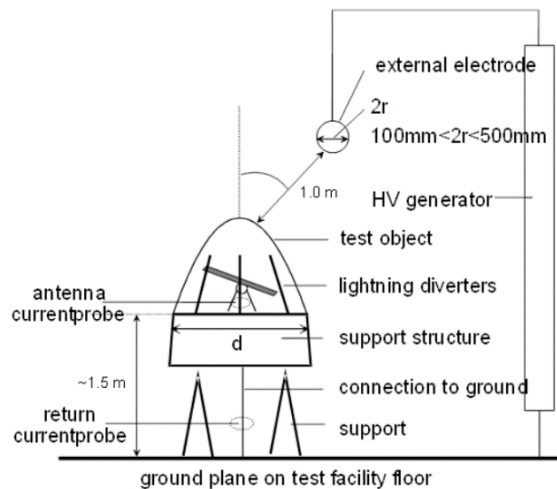 external electrode
2r
100mm<2r<500mm
1.0 m
HV generator
test object
lightning diverters
antenna
currentprobe
d
support structure
~1.5 m
connection to ground
return
currentprobe
support
ground plane on test facility floor